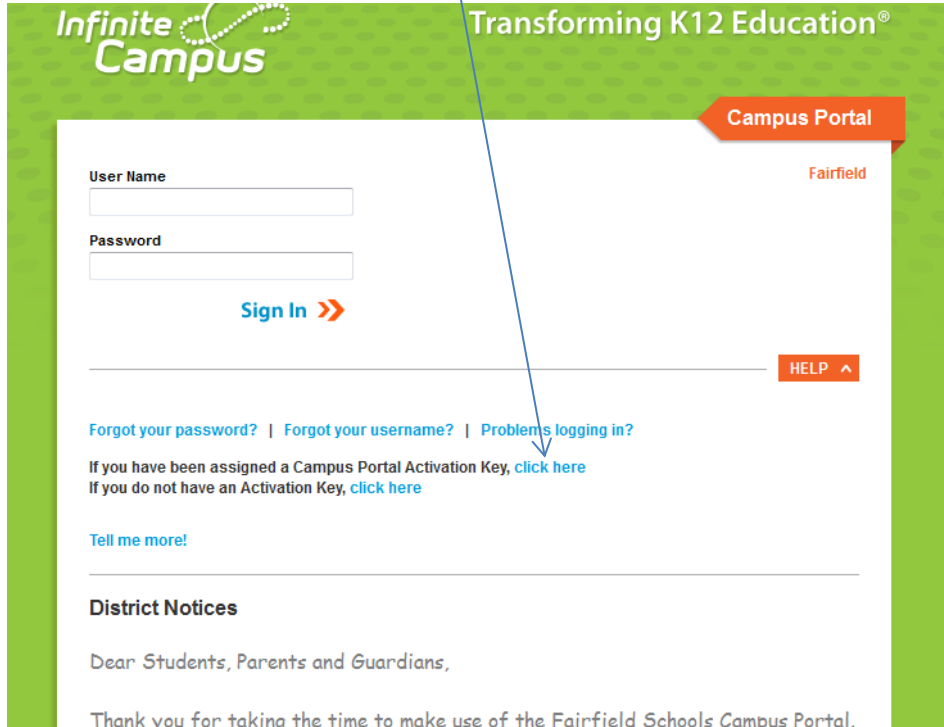 Infinite
Campus
Transforming K12 Education®
Campus Portal
Fairfield
User Name
Password
Sign In
HELP
Forgot your password? | Forgot your username? | Problems logging in?
If you have been assigned a Campus Portal Activation Key, click here
If you do not have an Activation Key, click here
Tell me more!
District Notices
Dear Students, Parents and Guardians,
Thank you for taking the time to make use of the Fairfield Schools Campus Portal.